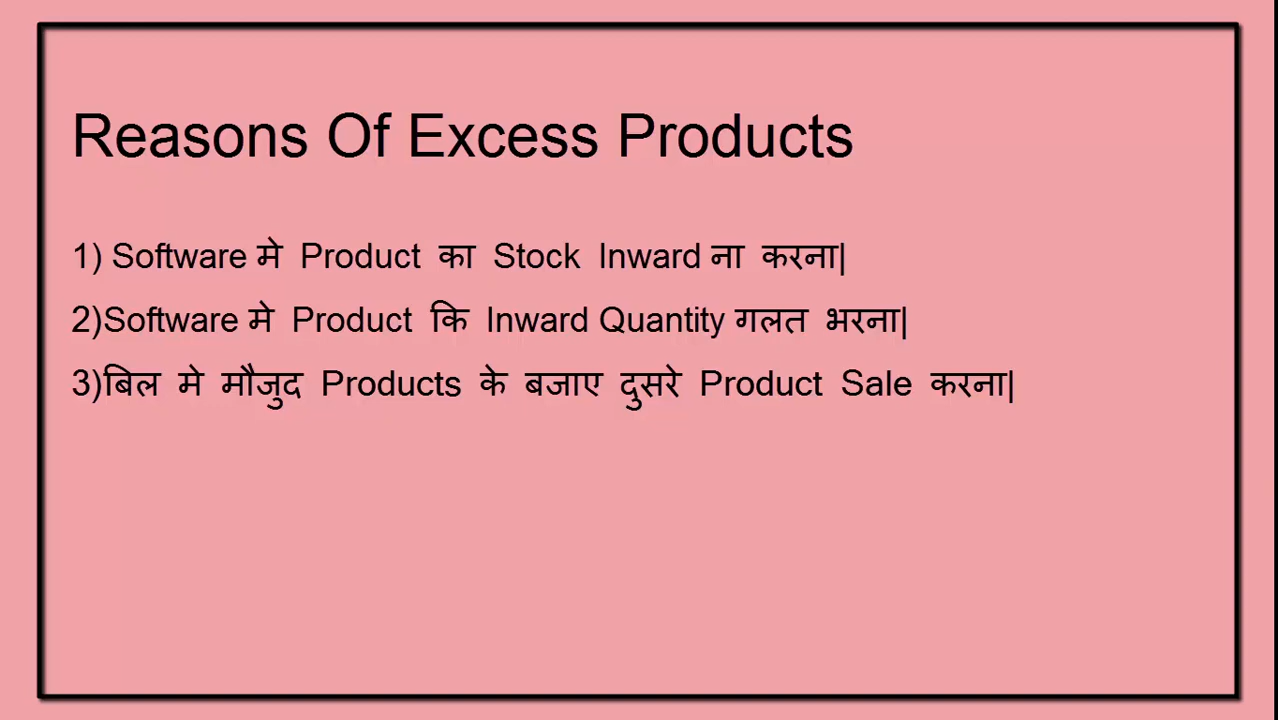 Reasons Of Excess Products
1) Software मे Product का Stock Inward ना करना|
2)Software मे Product कि Inward Quantity गलत भरना|
3)बिल मे मौजुद Products के बजाए दुसरे Product Sale करना|